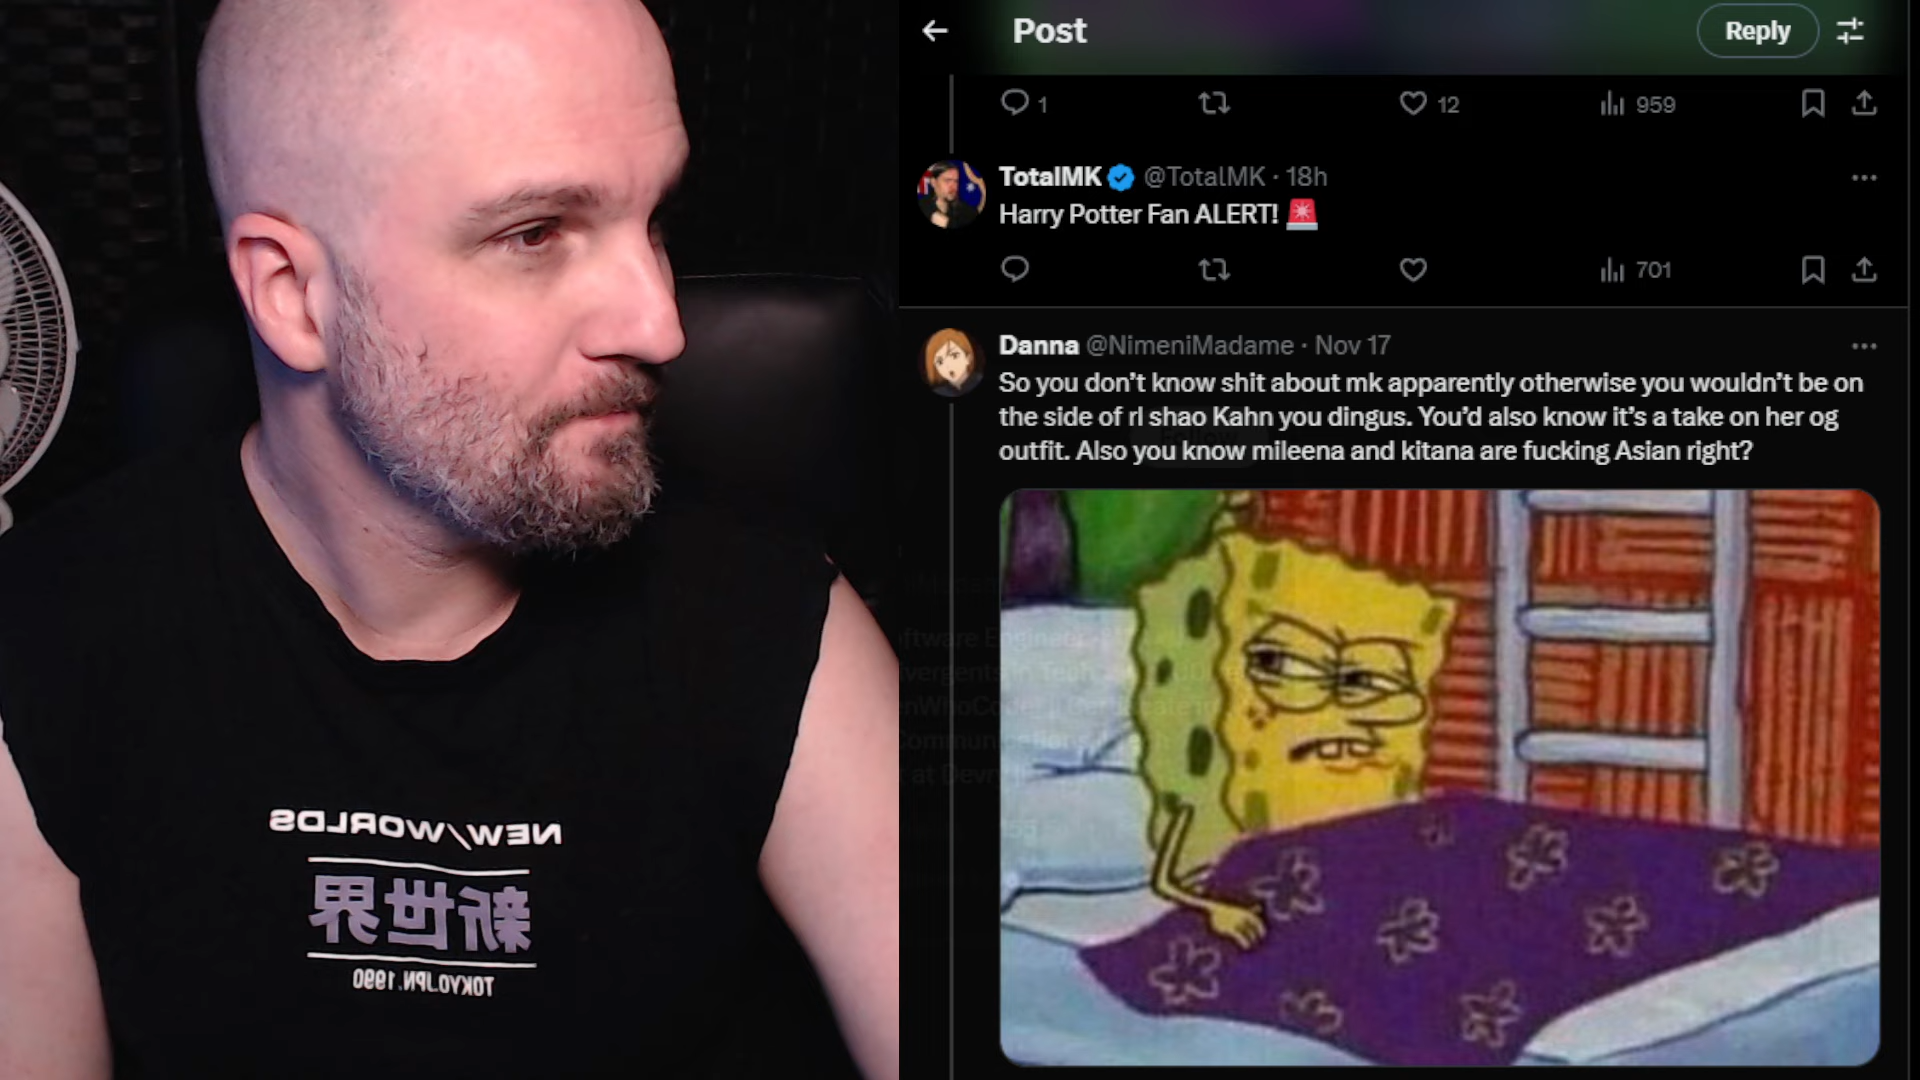 NEW/WORLDS
新世界
TOKYO.JPN.1990
Post
Reply
1
12
959
TotalMK @TotalMK · 18h
Harry Potter Fan ALERT! 🚨
701
Danna @NimeniMadame · Nov 17
So you don't know shit about mk apparently otherwise you wouldn't be on
the side of rl shao Kahn you dingus. You'd also know it's a take on her og
outfit. Also you know mileena and kitana are fucking Asian right?